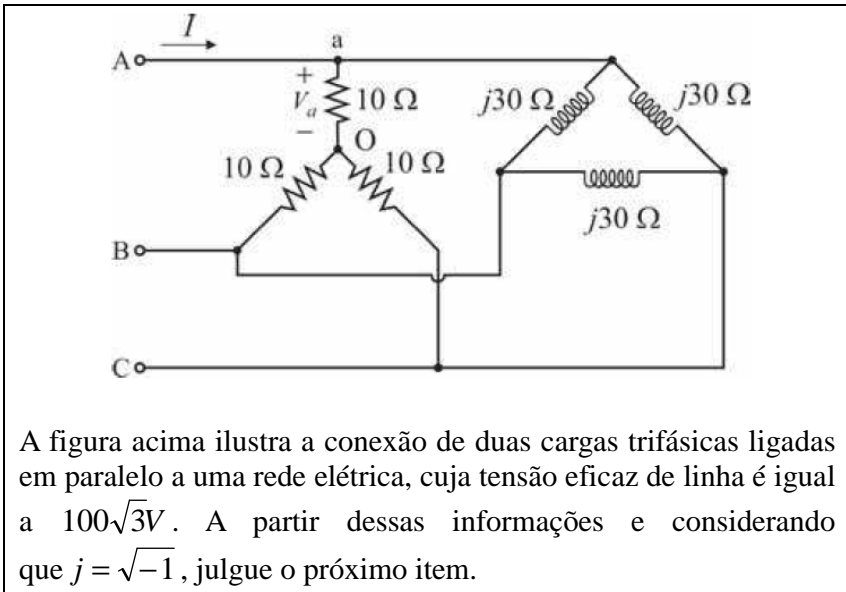 I
a
A
+
V_a
−
10 Ω
j30 Ω
j30 Ω
O
10 Ω
10 Ω
j30 Ω
B
C
A figura acima ilustra a conexão de duas cargas trifásicas ligadas
em paralelo a uma rede elétrica, cuja tensão eficaz de linha é igual
a 100√3V. A partir dessas informações e considerando
que j = √−1, julgue o próximo item.